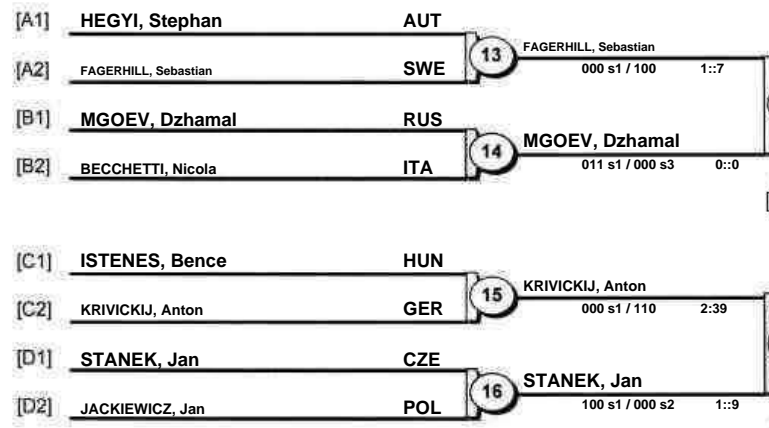 [A1] HEGYI, Stephan AUT
13 FAGERHILL, Sebastian
[A2] FAGERHILL, Sebastian SWE
000 s1 / 100 1::7
[B1] MGOEV, Dzhamal RUS
14 MGOEV, Dzhamal
[B2] BECCHETTI, Nicola ITA
011 s1 / 000 s3 0::0
[C1] ISTENES, Bence HUN
15 KRIVICKIJ, Anton
[C2] KRIVICKIJ, Anton GER
000 s1 / 110 2:39
[D1] STANEK, Jan CZE
16 STANEK, Jan
[D2] JACKIEWICZ, Jan POL
100 s1 / 000 s2 1::9